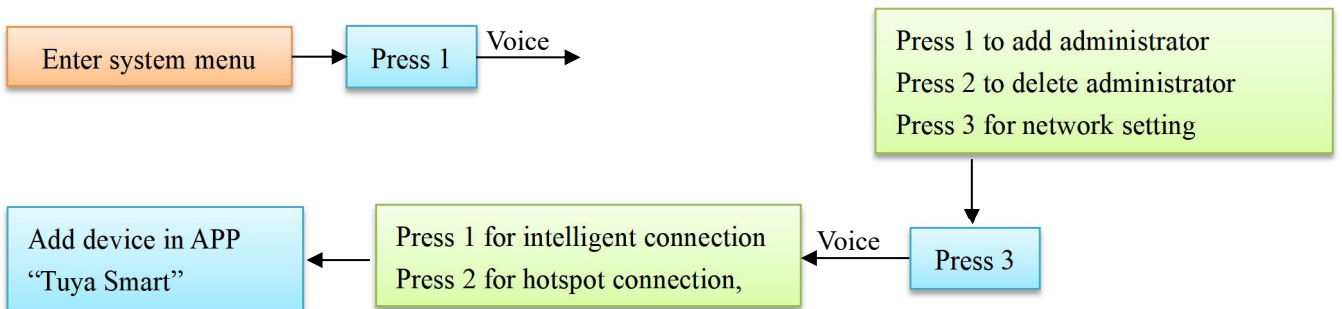 Enter system menu
Press 1
Voice
Press 1 to add administrator
Press 2 to delete administrator
Press 3 for network setting
Press 3
Voice
Press 1 for intelligent connection
Press 2 for hotspot connection,
Add device in APP
“Tuya Smart”